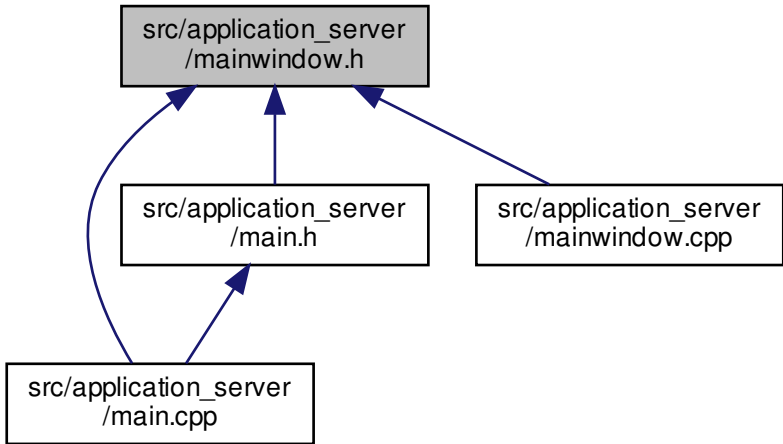 src/application_server
/mainwindow.h
src/application_server
/main.h
src/application_server
/mainwindow.cpp
src/application_server
/main.cpp